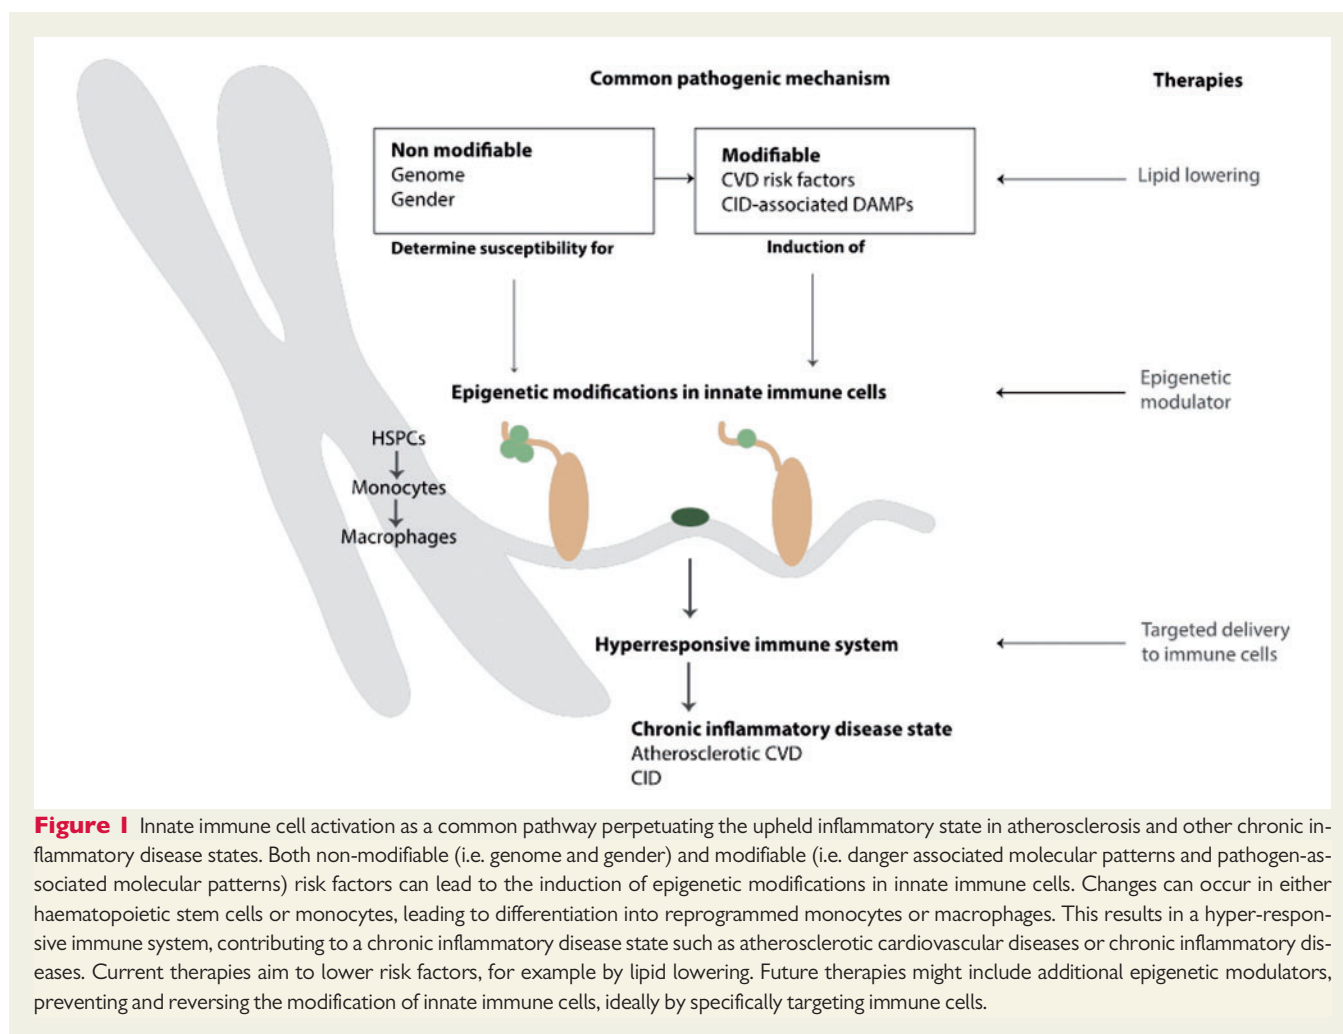 Common pathogenic mechanism
Therapies
Non modifiable
Genome
Gender
Modifiable
CVD risk factors
CID-associated DAMPs
Lipid lowering
Determine susceptibility for
Induction of
Epigenetic modifications in innate immune cells
Epigenetic
modulator
HSPCs
Monocytes
Macrophages
Hyperresponsive immune system
Targeted delivery
to immune cells
Chronic inflammatory disease state
Atherosclerotic CVD
CID
Figure 1 Innate immune cell activation as a common pathway perpetuating the upheld inflammatory state in atherosclerosis and other chronic in-
flammatory disease states. Both non-modifiable (i.e. genome and gender) and modifiable (i.e. danger associated molecular patterns and pathogen-as-
sociated molecular patterns) risk factors can lead to the induction of epigenetic modifications in innate immune cells. Changes can occur in either
haematopoietic stem cells or monocytes, leading to differentiation into reprogrammed monocytes or macrophages. This results in a hyper-respon-
sive immune system, contributing to a chronic inflammatory disease state such as atherosclerotic cardiovascular diseases or chronic inflammatory dis-
eases. Current therapies aim to lower risk factors, for example by lipid lowering. Future therapies might include additional epigenetic modulators,
preventing and reversing the modification of innate immune cells, ideally by specifically targeting immune cells.